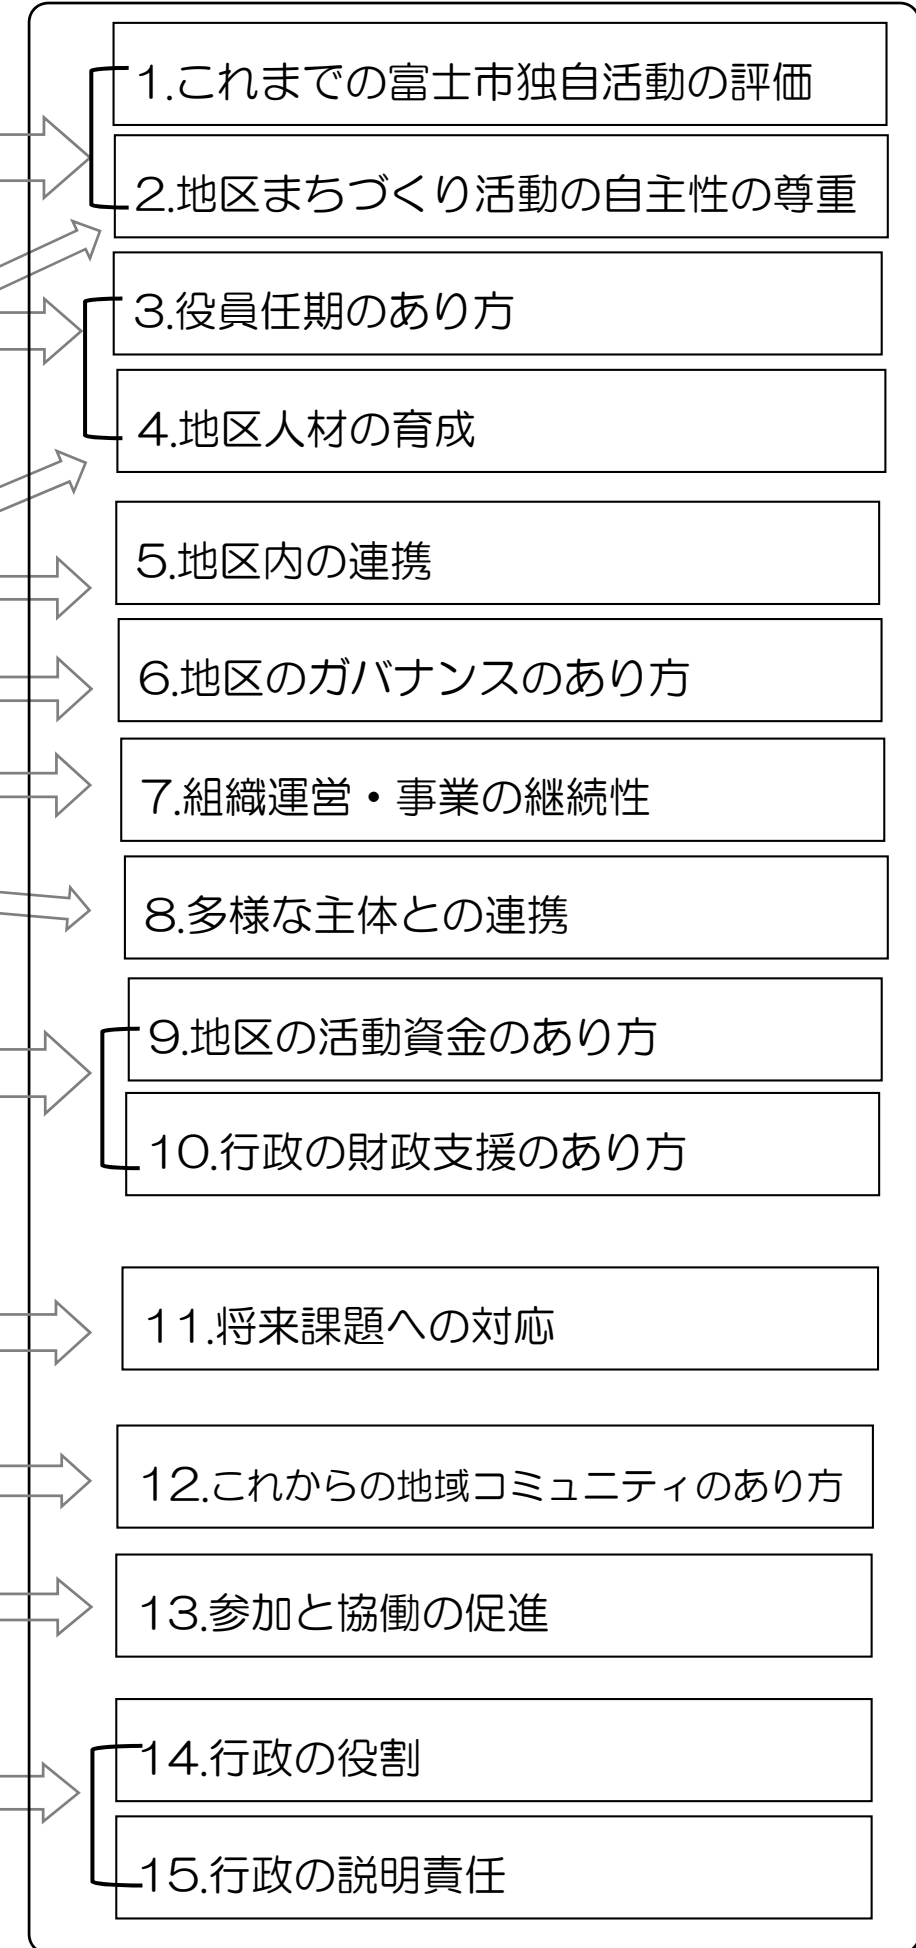 1.これまでの富士市独自活動の評価
2.地区まちづくり活動の自主性の尊重
3.役員任期のあり方
4.地区人材の育成
5.地区内の連携
6.地区のガバナンスのあり方
7.組織運営・事業の継続性
8.多様な主体との連携
9.地区の活動資金のあり方
10.行政の財政支援のあり方
11.将来課題への対応
12.これからの地域コミュニティのあり方
13.参加と協働の促進
14.行政の役割
15.行政の説明責任